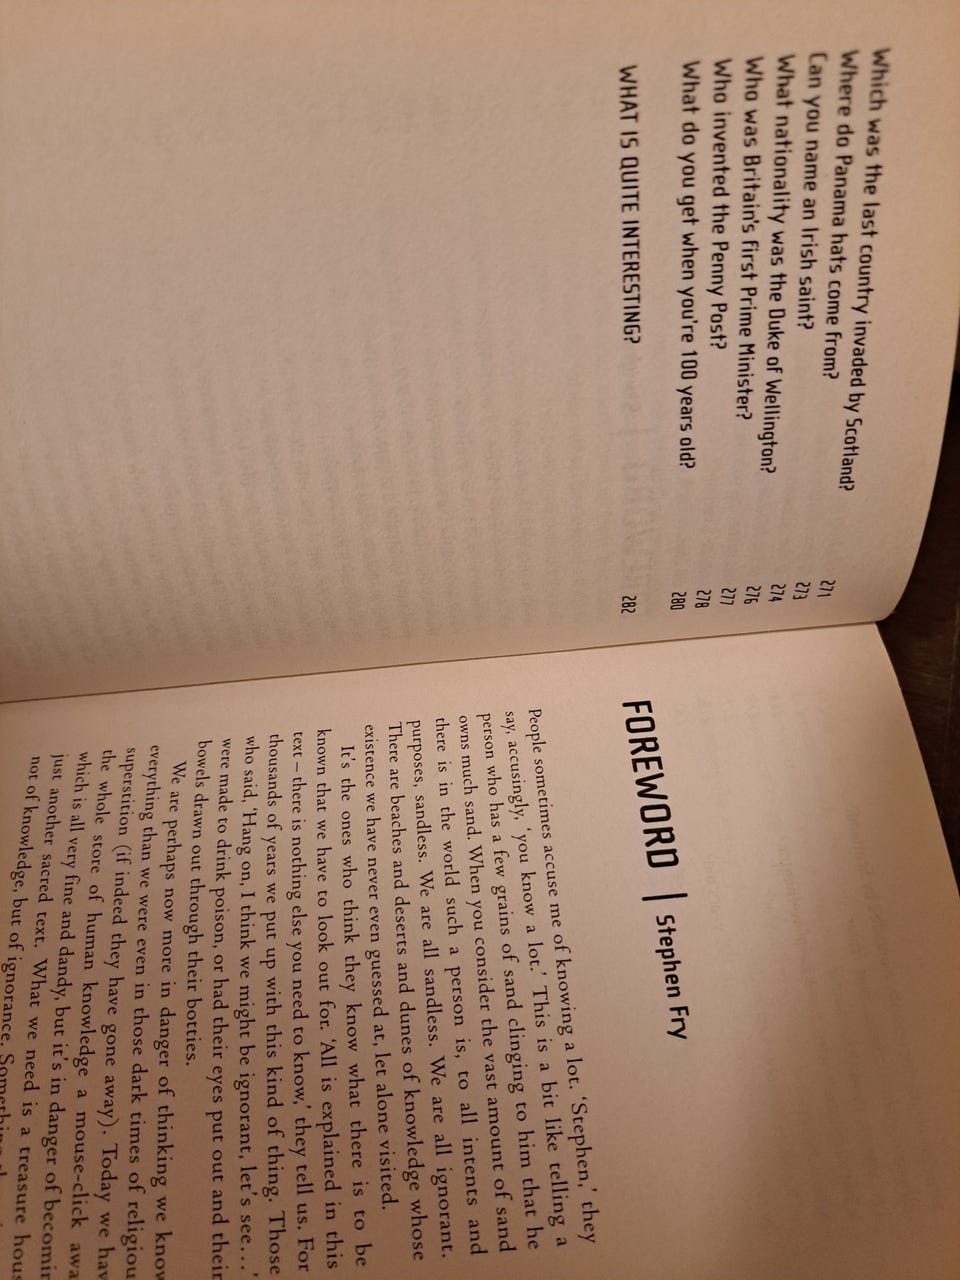 Which was the last country invaded by Scotland? 271
Where do Panama hats come from? 273
Can you name an Irish saint? 274
What nationality was the Duke of Wellington? 276
Who was Britain's first Prime Minister? 277
Who invented the Penny Post? 278
What do you get when you're 100 years old? 280
WHAT IS QUITE INTERESTING? 282
FOREWORD | Stephen Fry
People sometimes accuse me of knowing a lot. 'Stephen,' they
say, accusingly, 'you know a lot.' This is a bit like telling a
person who has a few grains of sand clinging to him that he
owns much sand. When you consider the vast amount of sand
there is in the world such a person is, to all intents and
purposes, sandless. We are all sandless. We are all ignorant.
There are beaches and deserts and dunes of knowledge whose
existence we have never even guessed at, let alone visited.
It's the ones who think they know what there is to be
known that we have to look out for. 'All is explained in this
text – there is nothing else you need to know,' they tell us. For
thousands of years we put up with this kind of thing. Those
who said, 'Hang on, I think we might be ignorant, let's see...'
were made to drink poison, or had their eyes put out and their
bowels drawn out through their botties.
We are perhaps now more in danger of thinking we know
everything than we were even in those dark times of religiou
superstition (if indeed they have gone away). Today we hav
the whole store of human knowledge a mouse-click awa
which is all very fine and dandy, but it's in danger of becomin
just another sacred text. What we need is a treasure hous
not of knowledge, but of ignorance.